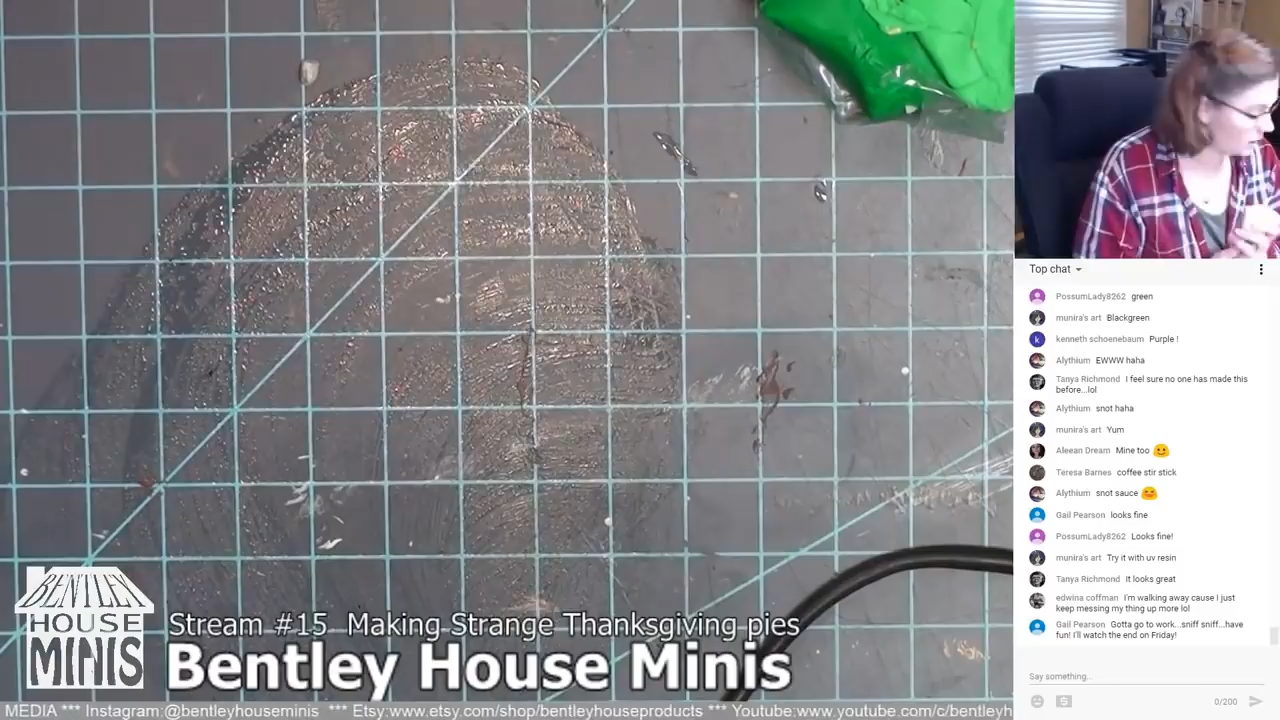 BENTLEY
HOUSE
MINIS
Stream #15 Making Strange Thanksgiving pies
Bentley House Minis
MEDIA *** Instagram:@bentleyhouseminis *** Etsy:www.etsy.com/shop/bentleyhouseproducts *** Youtube:www.youtube.com/c/bentleyh
Top chat
PossumLady8262 green
munira's art Blackgreen
k
kenneth schoenebaum Purple !
Alythium EWWW haha
Tanya Richmond I feel sure no one has made this
before...lol
Alythium snot haha
munira's art Yum
Aleean Dream Mine too
Teresa Barnes coffee stir stick
Alythium snot sauce
Gail Pearson looks fine
PossumLady8262 Looks fine!
munira's art Try it with uv resin
Tanya Richmond It looks great
edwina coffman I'm walking away cause I just
keep messing my thing up more lol
Gail Pearson Gotta go to work...sniff sniff...have
fun! I'll watch the end on Friday!
Say something...
0/200